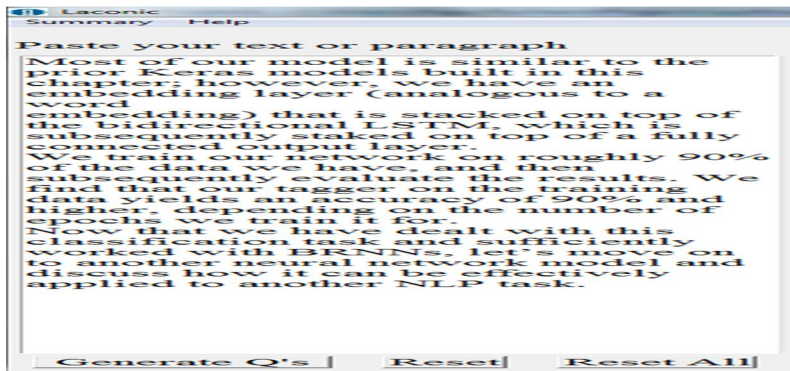 Laconic
Summary Help
Paste your text or paragraph
Most of our model is similar to the
prior Keras models built in this
chapter; however, we have an
embedding layer (analogous to a
word
embedding) that is stacked on top of
the bidirectional LSTM, which is
subsequently staked on top of a fully
connected output layer.
We train our network on roughly 90%
of the data we have, and then
subsequently evaluate the results. We
find that our tagger on the training
data yields an accuracy of 90% and
higher, depending on the number of
epochs we train it for.
Now that we have dealt with this
classification task and sufficiently
worked with BRNNs, let's move on
to another neural network model and
discuss how it can be effectively
applied to another NLP task.
Generate Q's Reset Reset All